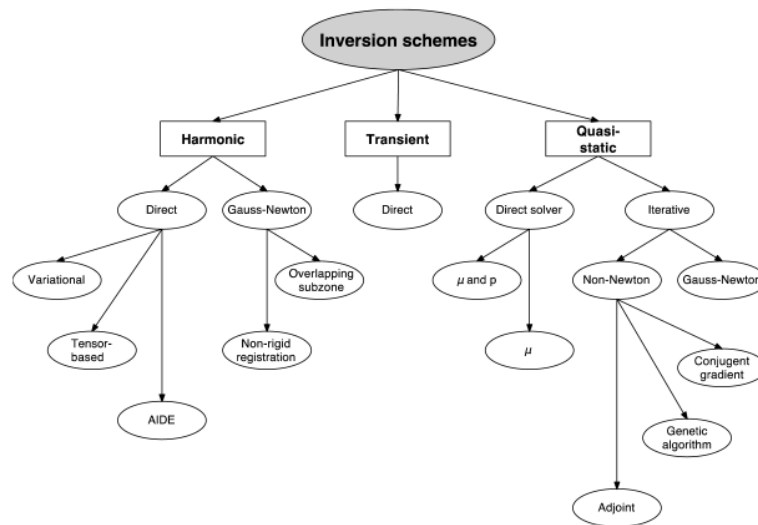 Inversion schemes
Harmonic
Transient
Quasi-
static
Direct
Gauss-Newton
Direct
Direct solver
Iterative
Variational
Overlapping
subzone
μ and p
Non-Newton
Gauss-Newton
Tensor-
based
Non-rigid
registration
μ
Conjugent
gradient
AIDE
Genetic
algorithm
Adjoint